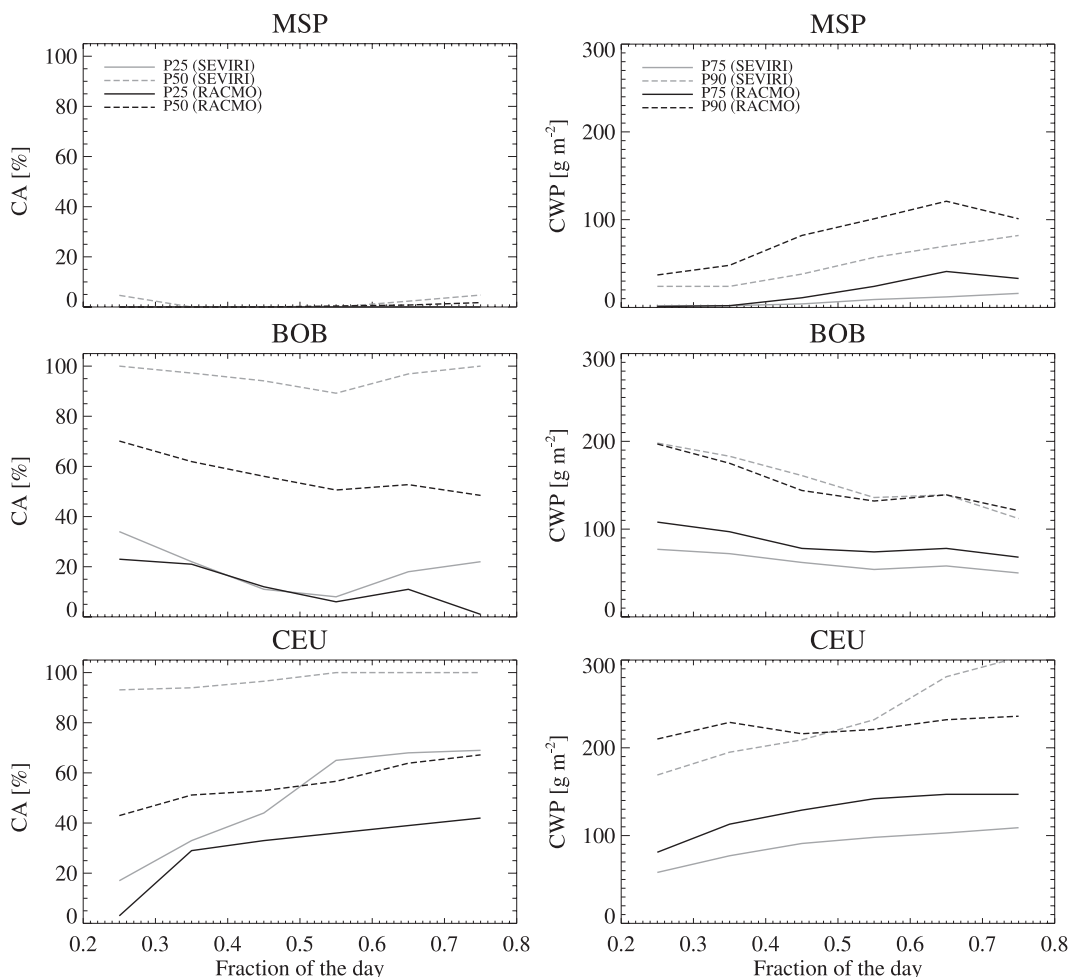 MSP
100
80
60
40
20
0
CA [%]
P25 (SEVIRI)
P50 (SEVIRI)
P25 (RACMO)
P50 (RACMO)
MSP
300
200
100
0
CWP [g m-2]
P75 (SEVIRI)
P90 (SEVIRI)
P75 (RACMO)
P90 (RACMO)
BOB
100
80
60
40
20
0
CA [%]
BOB
300
200
100
0
CWP [g m-2]
CEU
100
80
60
40
20
0
CA [%]
0.2 0.3 0.4 0.5 0.6 0.7 0.8
Fraction of the day
CEU
300
200
100
0
CWP [g m-2]
0.2 0.3 0.4 0.5 0.6 0.7 0.8
Fraction of the day